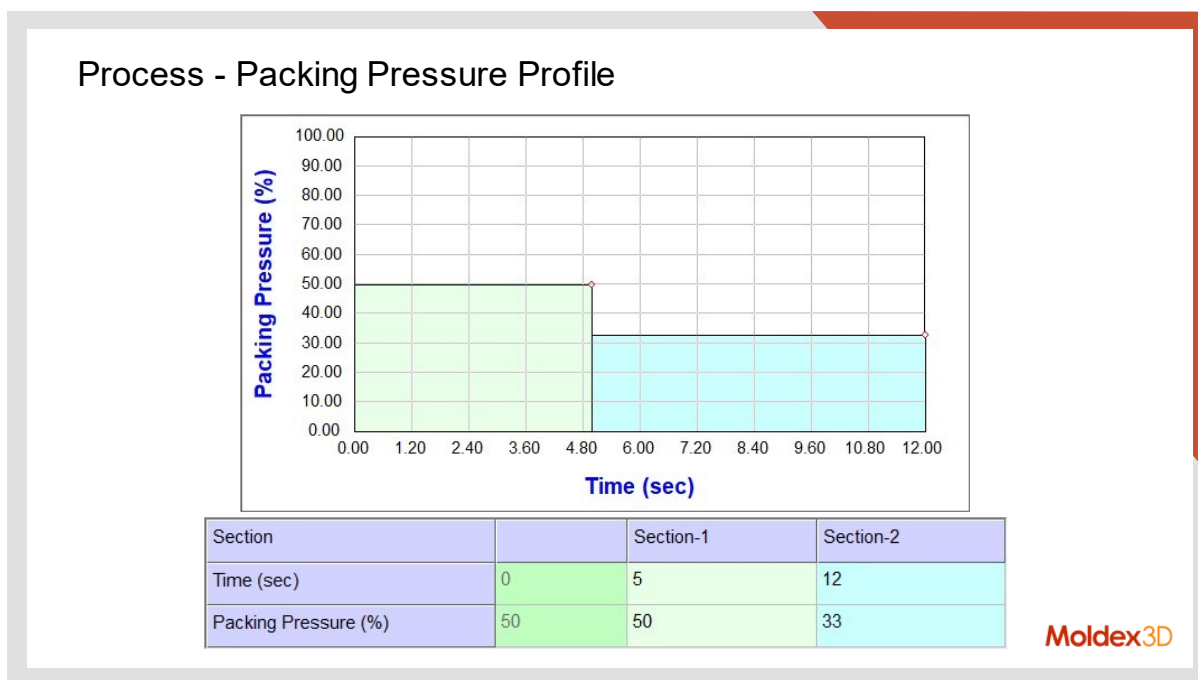 Process - Packing Pressure Profile
Packing Pressure (%)
100.00
90.00
80.00
70.00
60.00
50.00
40.00
30.00
20.00
10.00
0.00
0.00 1.20 2.40 3.60 4.80 6.00 7.20 8.40 9.60 10.80 12.00
Time (sec)
Section Section-1 Section-2
Time (sec) 0 5 12
Packing Pressure (%) 50 50 33
Moldex3D